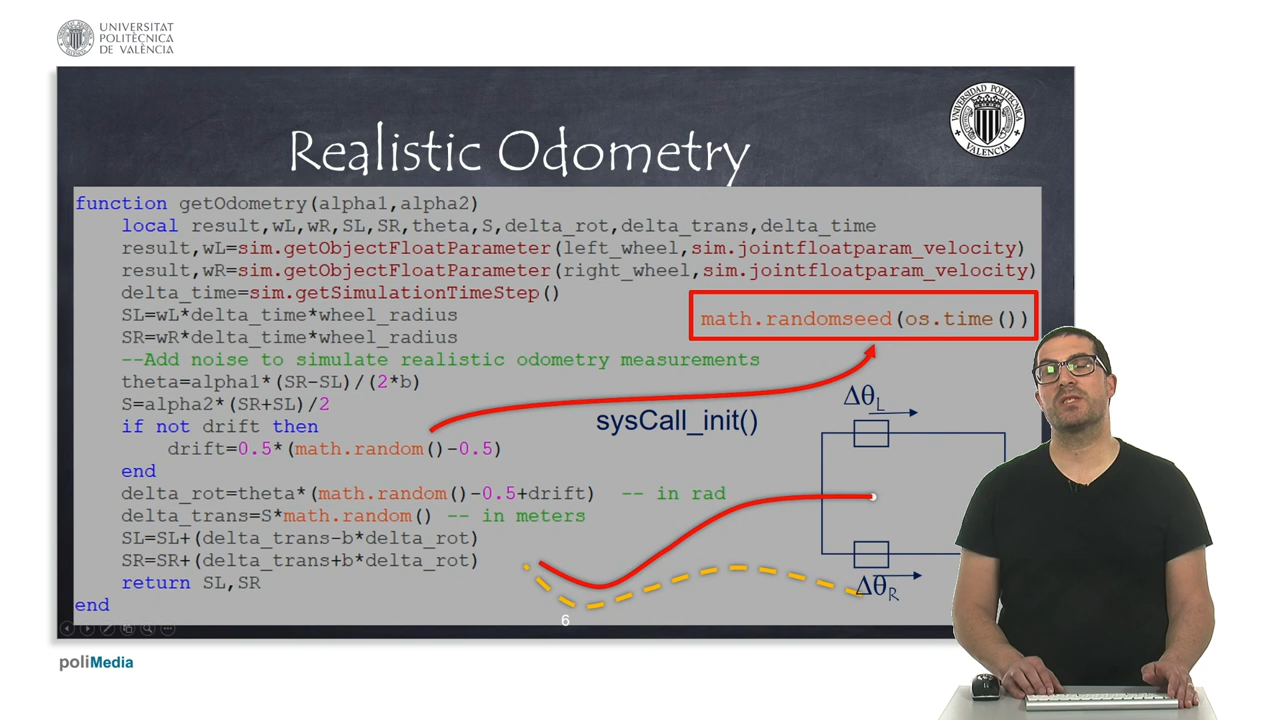 UNIVERSITAT
POLITÈCNICA
DE VALÈNCIA
Realistic Odometry
function getOdometry(alpha1,alpha2)
local result,wL,wR,SL,SR,theta,S,delta_rot,delta_trans,delta_time
result,wL=sim.getObjectFloatParameter(left_wheel,sim.jointfloatparam_velocity)
result,wR=sim.getObjectFloatParameter(right_wheel,sim.jointfloatparam_velocity)
delta_time=sim.getSimulationTimeStep()
SL=wL*delta_time*wheel_radius
SR=wR*delta_time*wheel_radius
--Add noise to simulate realistic odometry measurements
theta=alpha1*(SR-SL)/(2*b)
S=alpha2*(SR+SL)/2
if not drift then
drift=0.5*(math.random()-0.5)
end
delta_rot=theta*(math.random()-0.5+drift) -- in rad
delta_trans=S*math.random() -- in meters
SL=SL+(delta_trans-b*delta_rot)
SR=SR+(delta_trans+b*delta_rot)
return SL,SR
end
math.randomseed(os.time())
sysCall_init()
Δθ_L
Δθ_R
6
poliMedia